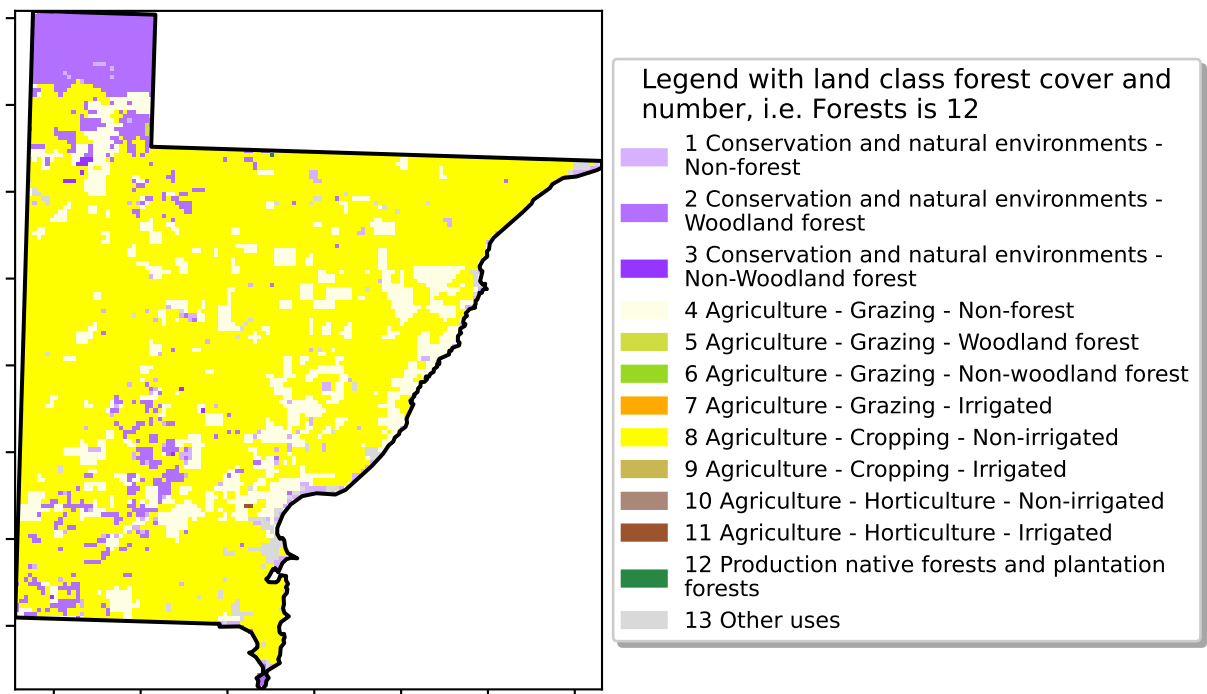 Legend with land class forest cover and
number, i.e. Forests is 12
1 Conservation and natural environments -
Non-forest
2 Conservation and natural environments -
Woodland forest
3 Conservation and natural environments -
Non-Woodland forest
4 Agriculture - Grazing - Non-forest
5 Agriculture - Grazing - Woodland forest
6 Agriculture - Grazing - Non-woodland forest
7 Agriculture - Grazing - Irrigated
8 Agriculture - Cropping - Non-irrigated
9 Agriculture - Cropping - Irrigated
10 Agriculture - Horticulture - Non-irrigated
11 Agriculture - Horticulture - Irrigated
12 Production native forests and plantation
forests
13 Other uses